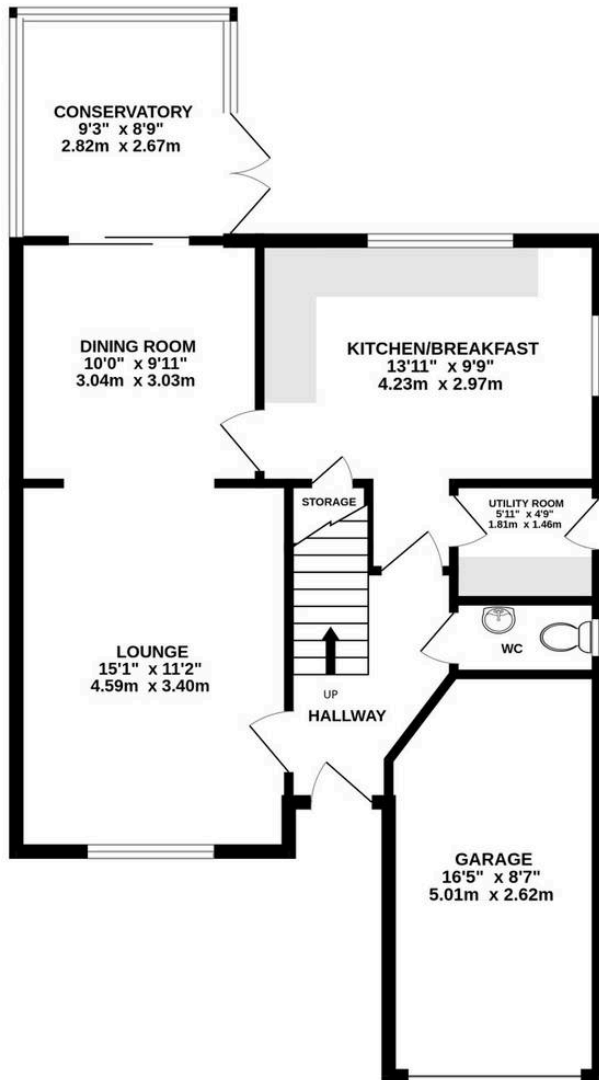 CONSERVATORY
9'3" x 8'9"
2.82m x 2.67m
DINING ROOM
10'0" x 9'11"
3.04m x 3.03m
KITCHEN/BREAKFAST
13'11" x 9'9"
4.23m x 2.97m
STORAGE
UTILITY ROOM
5'11" x 4'9"
1.81m x 1.46m
LOUNGE
15'1" x 11'2"
4.59m x 3.40m
WC
UP
HALLWAY
GARAGE
16'5" x 8'7"
5.01m x 2.62m